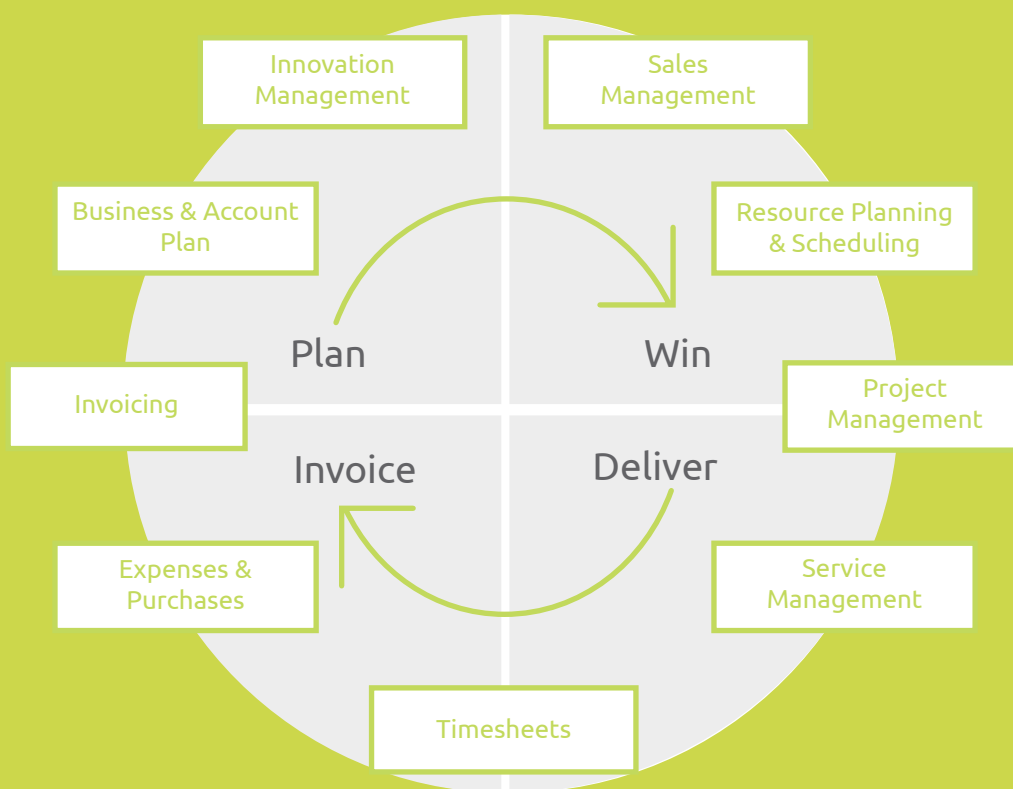 Innovation
Management
Sales
Management
Business & Account
Plan
Resource Planning
& Scheduling
Plan
Win
Invoicing
Project
Management
Invoice
Deliver
Expenses &
Purchases
Service
Management
Timesheets